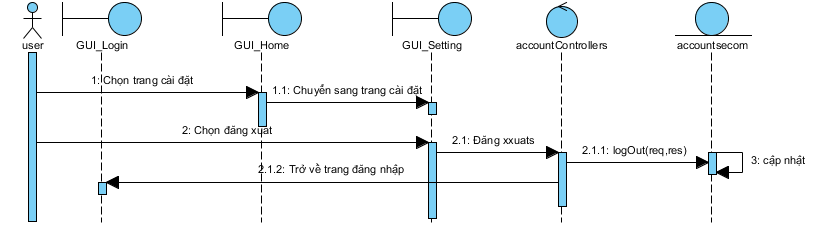 user
GUI_Login
GUI_Home
GUI_Setting
accountControllers
accountsecom
1: Chọn trang cài đặt
1.1: Chuyển sang trang cài đặt
2: Chọn đăng xuất
2.1: Đăng xxuats
2.1.1: logOut(req,res)
3: cập nhật
2.1.2: Trở về trang đăng nhập